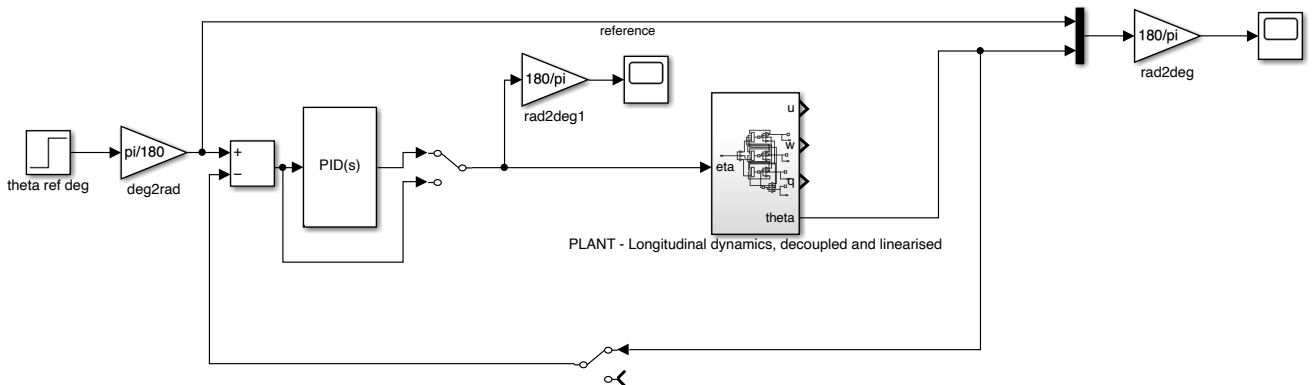 reference
180/pi
rad2deg
180/pi
rad2deg1
theta ref deg
pi/180
deg2rad
+
−
PID(s)
eta
u
w
q
theta
PLANT - Longitudinal dynamics, decoupled and linearised